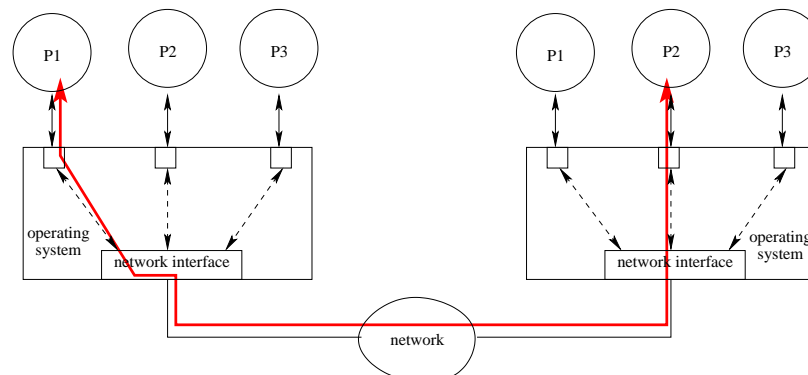 P1
P2
P3
P1
P2
P3
operating
system
network interface
network interface
operating
system
network